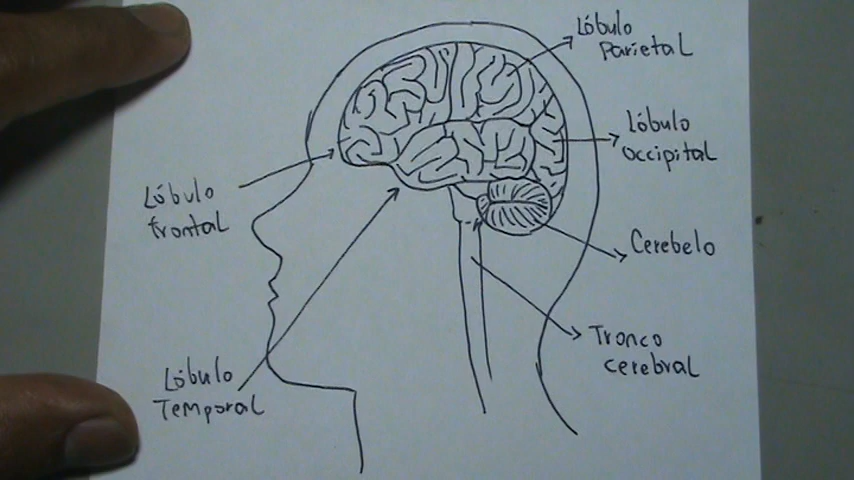 Lóbulo
Parietal
Lóbulo
occipital
Lóbulo
frontal
Cerebelo
Tronco
cerebral
Lóbulo
Temporal